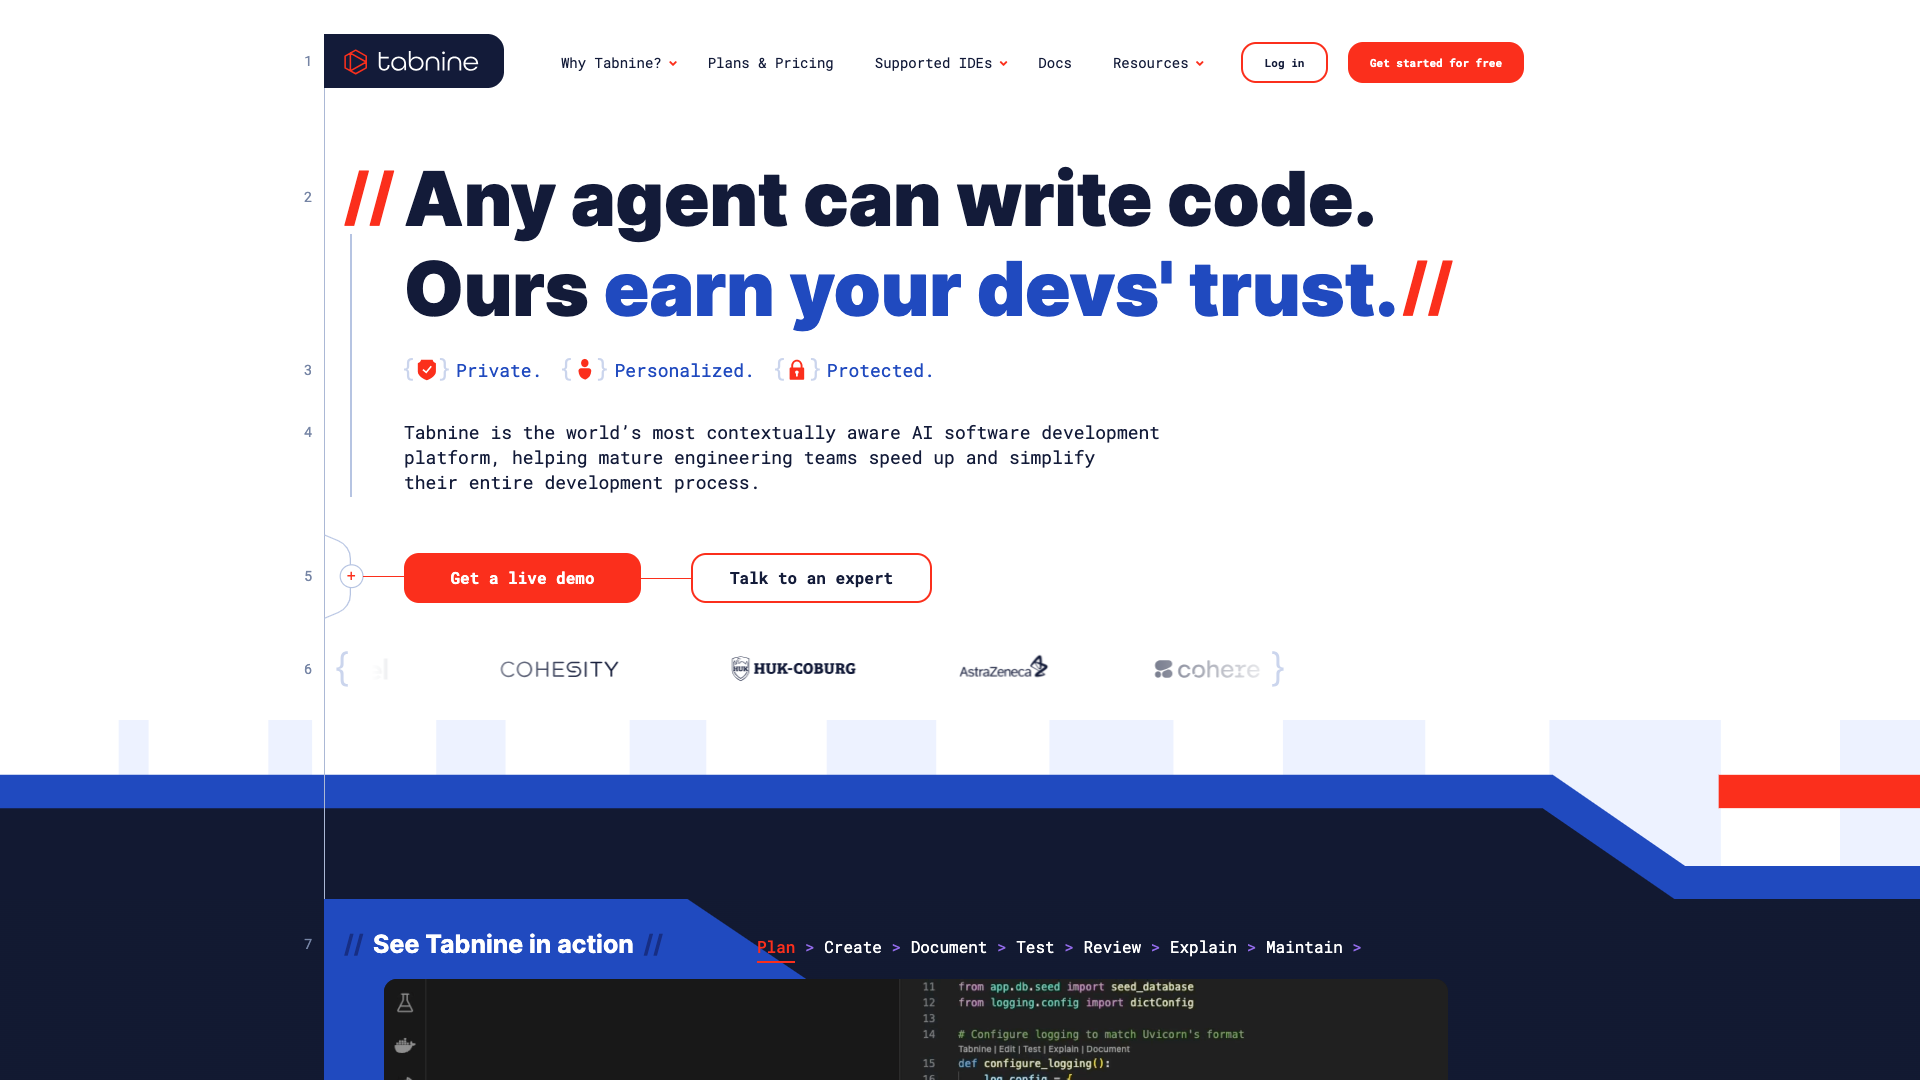 1
tabnine
Why Tabnine?
Plans & Pricing
Supported IDEs
Docs
Resources
Log in
Get started for free
2
// Any agent can write code.
Ours earn your devs' trust. //
3
{ } Private. { } Personalized. { } Protected.
4
Tabnine is the world’s most contextually aware AI software development
platform, helping mature engineering teams speed up and simplify
their entire development process.
5
+
Get a live demo
Talk to an expert
6
{
COHESITY
HUK HUK-COBURG
AstraZeneca
cohere
}
7
// See Tabnine in action //
Plan > Create > Document > Test > Review > Explain > Maintain >
11 from app.db.seed import seed_database
12 from logging.config import dictConfig
13
14 # Configure logging to match Uvicorn's format
Tabnine | Edit | Test | Explain | Document
15 def configure_logging():
16 log_config = {